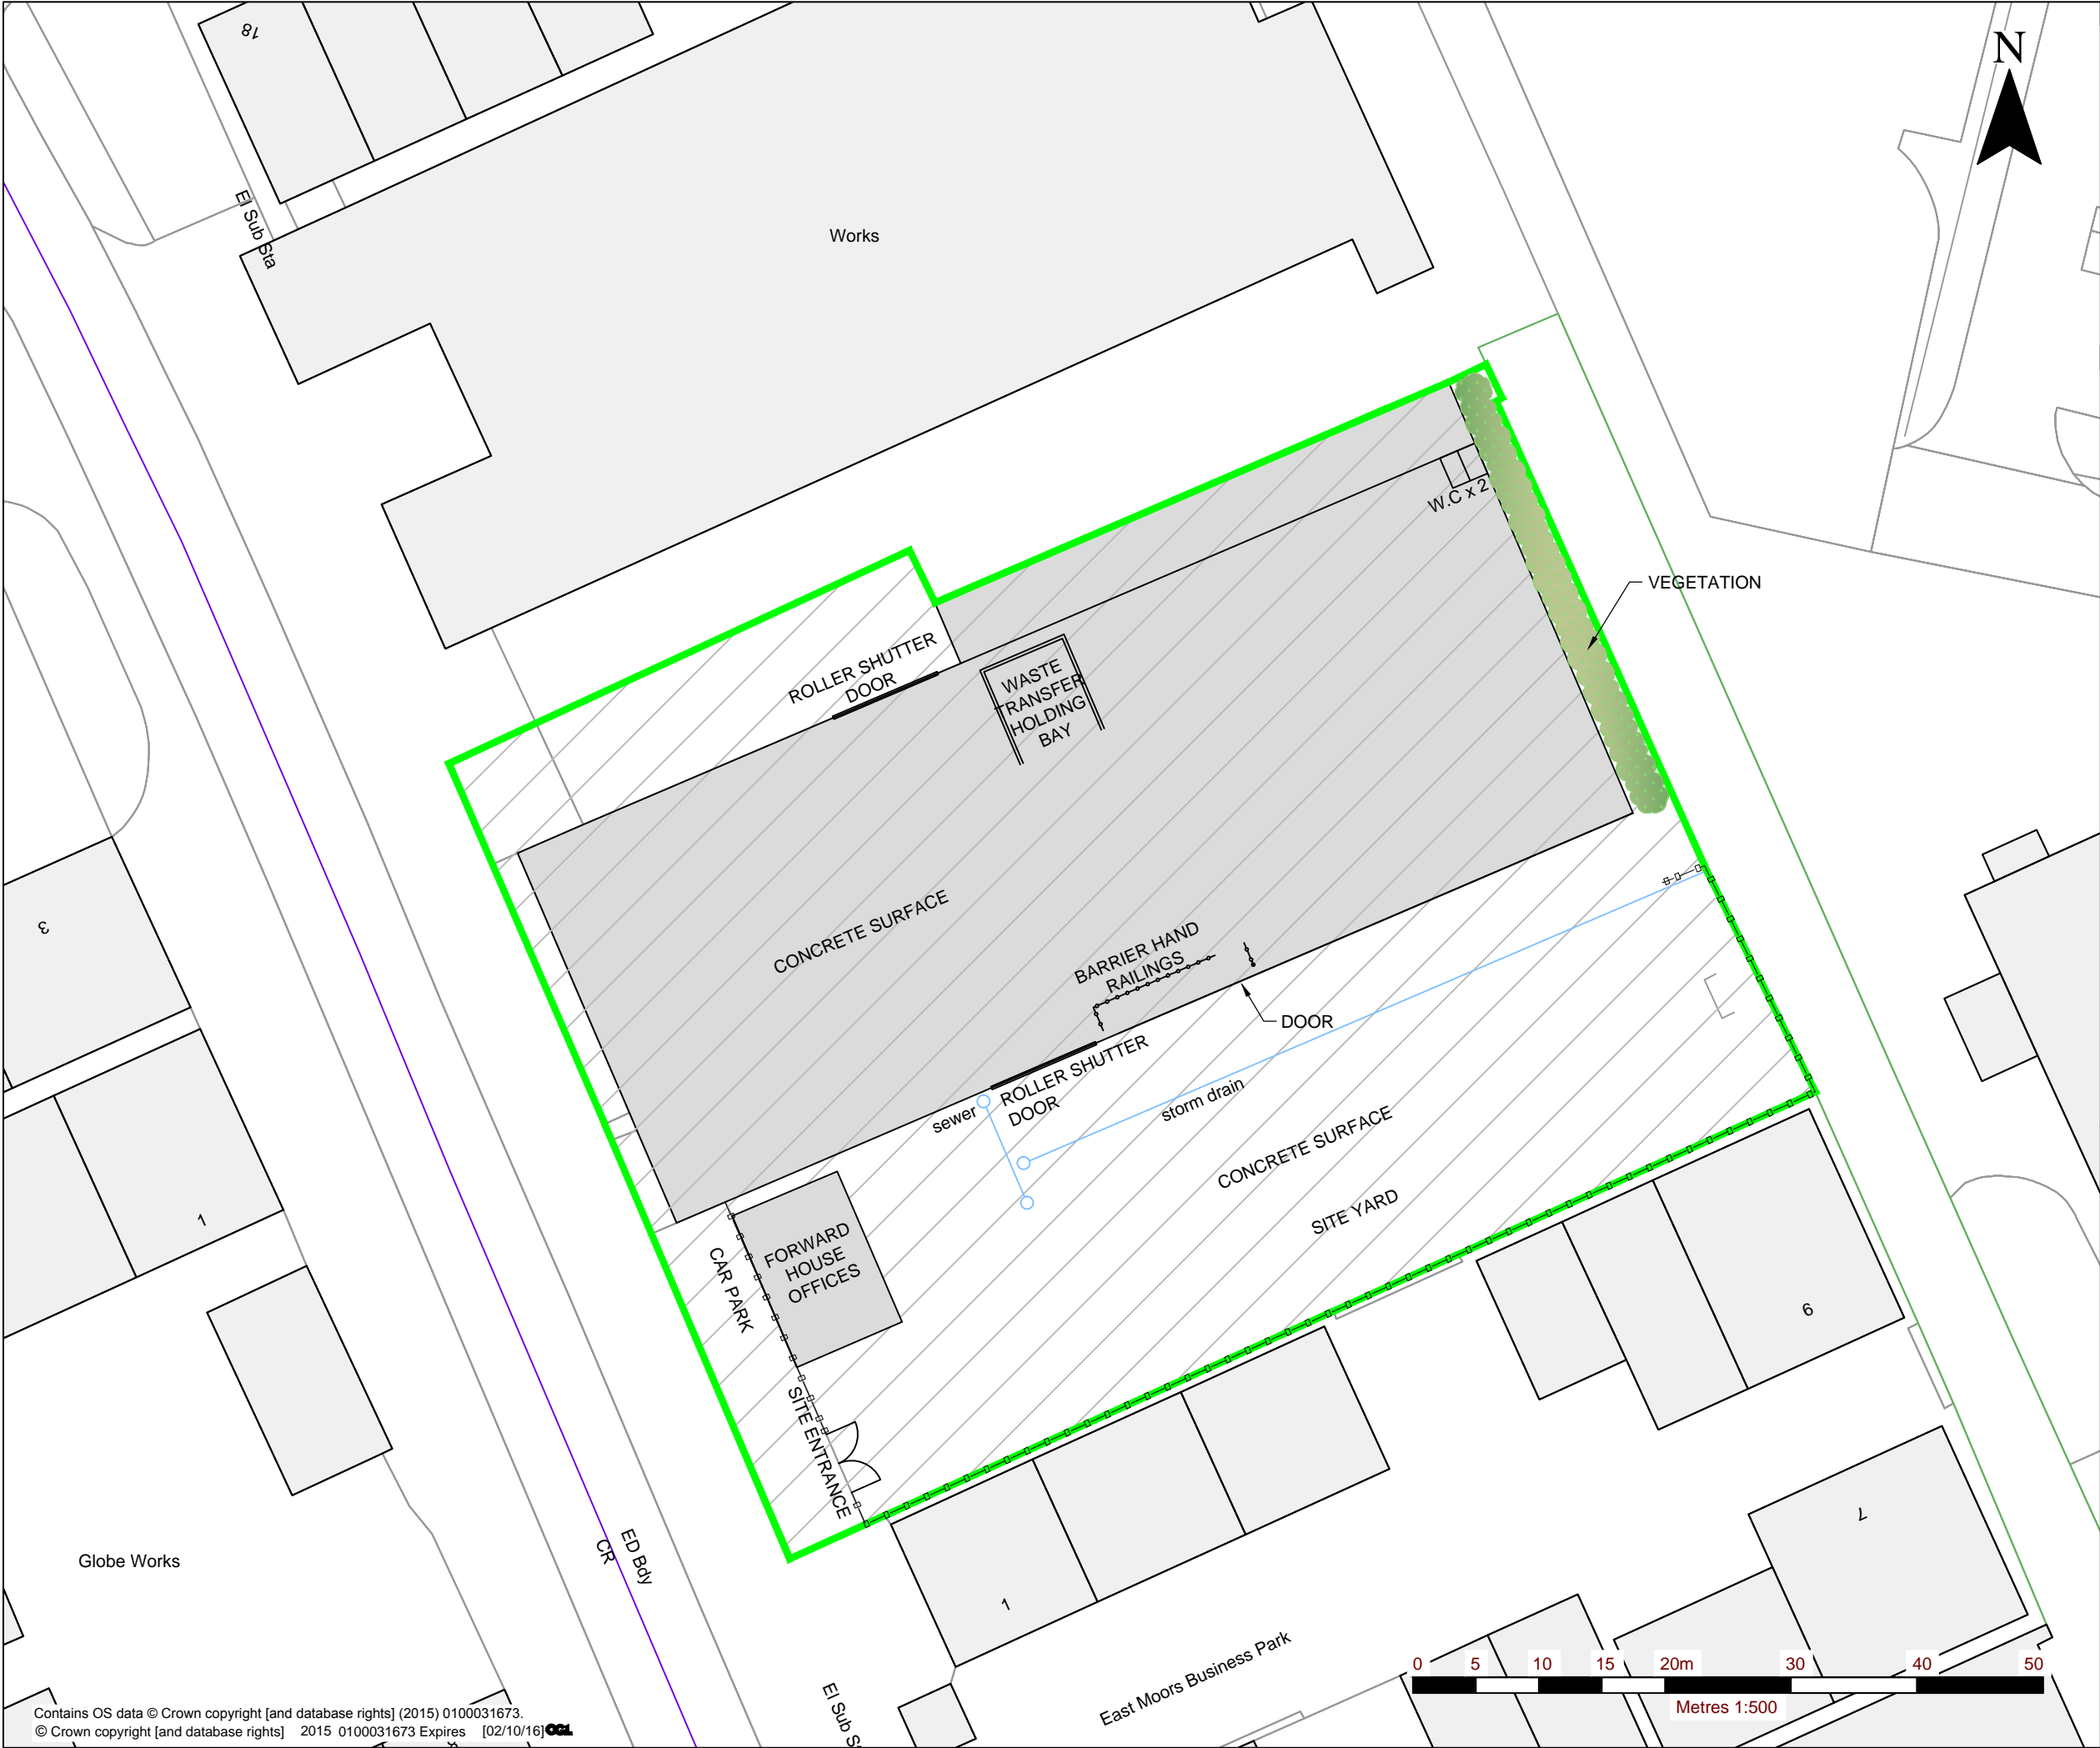 18
N
El Sub Sta
Works
W.C x 2
VEGETATION
ROLLER SHUTTER
DOOR
WASTE
TRANSFER
HOLDING
BAY
3
CONCRETE SURFACE
BARRIER HAND
RAILINGS
DOOR
ROLLER SHUTTER
DOOR
sewer
storm drain
CONCRETE SURFACE
SITE YARD
1
FORWARD
HOUSE
OFFICES
CAR PARK
SITE ENTRANCE
6
7
Globe Works
CR
ED Bdy
1
East Moors Business Park
El Sub S
0 5 10 15 20m 30 40 50
Metres 1:500
Contains OS data © Crown copyright [and database rights] (2015) 0100031673.
© Crown copyright [and database rights] 2015 0100031673 Expires [02/10/16] OGL